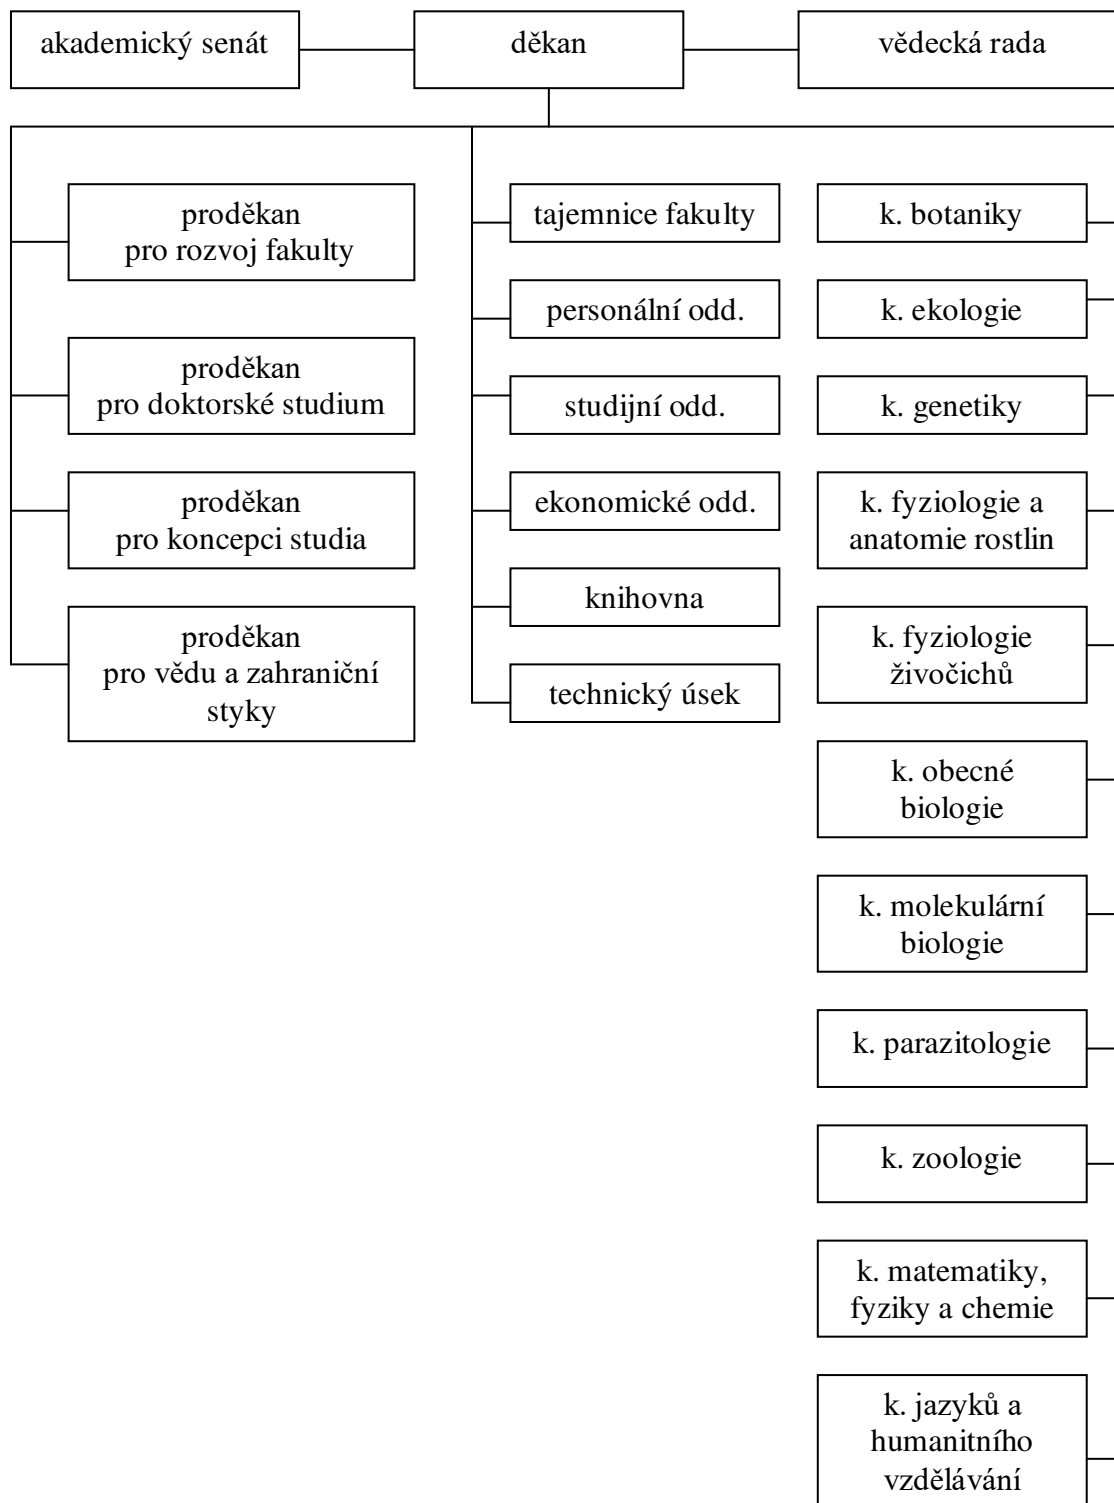 akademický senát
děkan
vědecká rada
proděkan
pro rozvoj fakulty
proděkan
pro doktorské studium
proděkan
pro koncepci studia
proděkan
pro vědu a zahraniční
styky
tajemnice fakulty
personální odd.
studijní odd.
ekonomické odd.
knihovna
technický úsek
k. botaniky
k. ekologie
k. genetiky
k. fyziologie a
anatomie rostlin
k. fyziologie
živočichů
k. obecné
biologie
k. molekulární
biologie
k. parazitologie
k. zoologie
k. matematiky,
fyziky a chemie
k. jazyků a
humanitního
vzdělávání